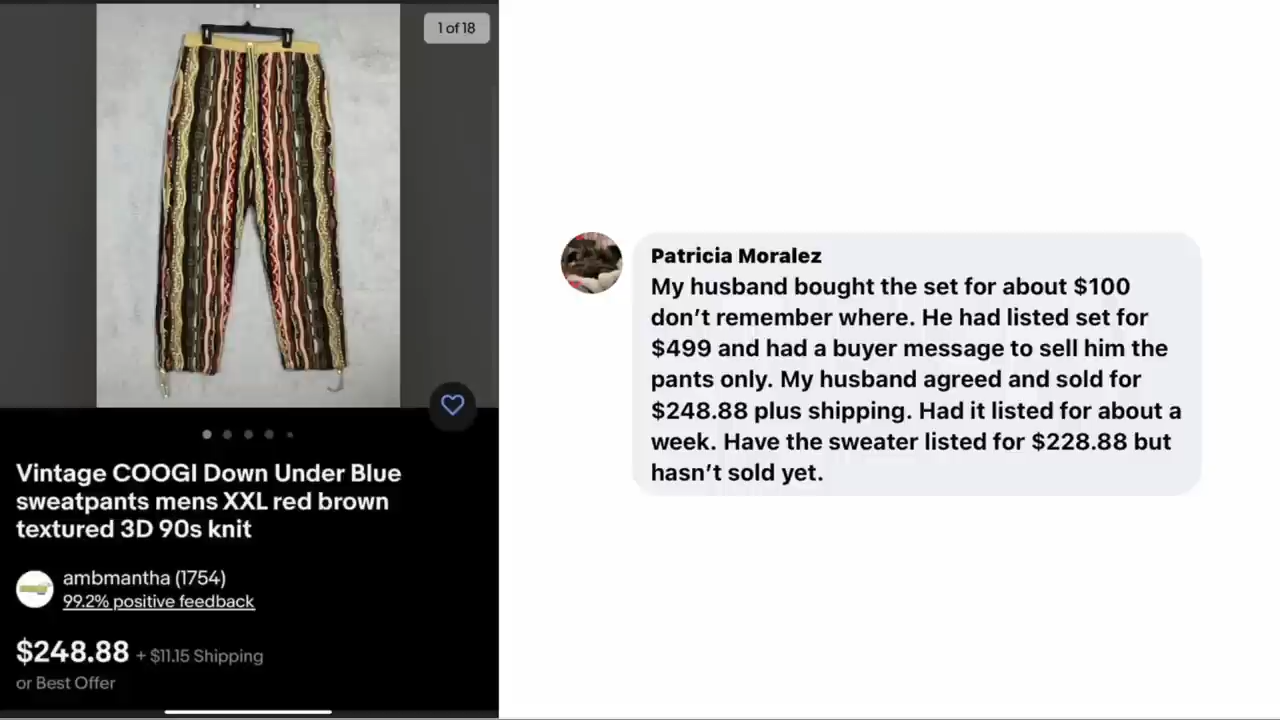 1 of 18
Vintage COOGI Down Under Blue
sweatpants mens XXL red brown
textured 3D 90s knit
ambmantha (1754)
99.2% positive feedback
$248.88 + $11.15 Shipping
or Best Offer
Patricia Moralez
My husband bought the set for about $100
don’t remember where. He had listed set for
$499 and had a buyer message to sell him the
pants only. My husband agreed and sold for
$248.88 plus shipping. Had it listed for about a
week. Have the sweater listed for $228.88 but
hasn’t sold yet.